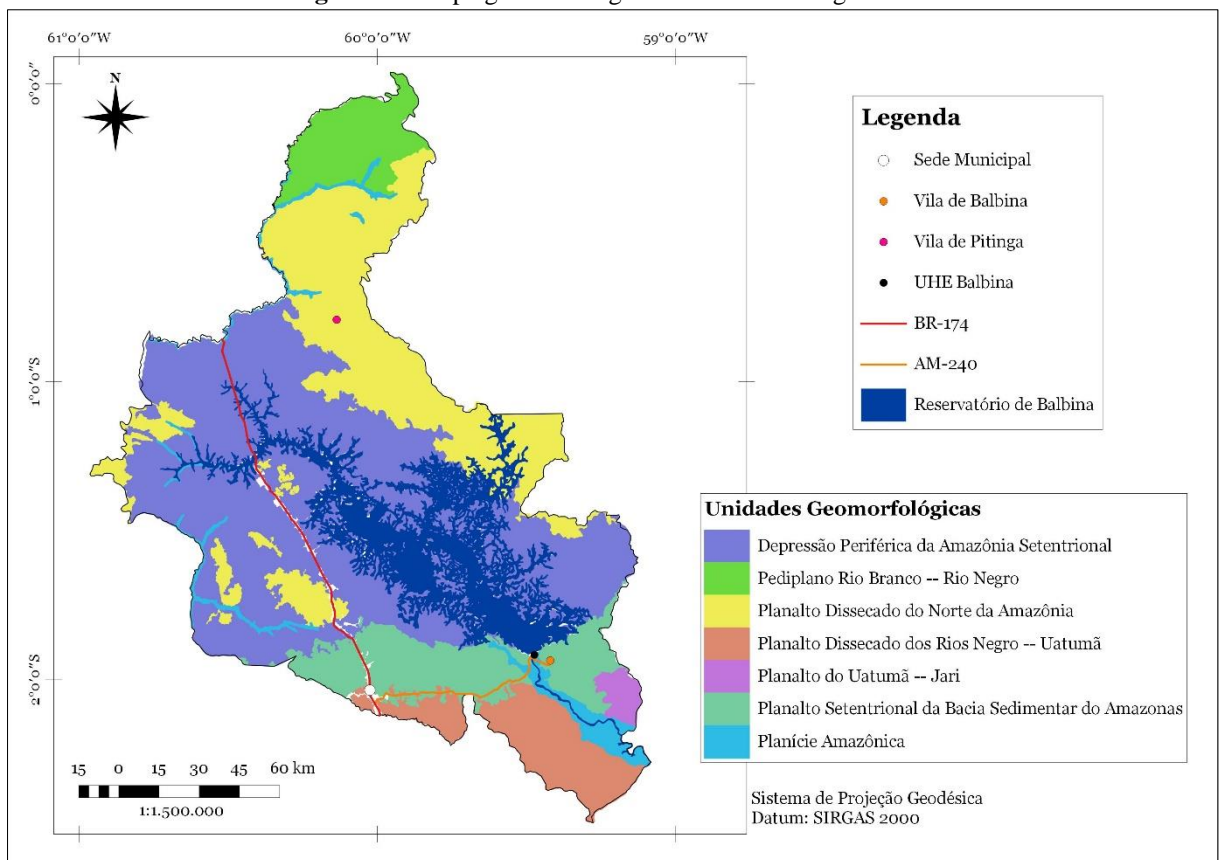 61°0'0"W
60°0'0"W
59°0'0"W
0°0'0"
1°0'0"S
2°0'0"S
N
Legenda
Sede Municipal
Vila de Balbina
Vila de Pitinga
UHE Balbina
BR-174
AM-240
Reservatório de Balbina
Unidades Geomorfológicas
Depressão Periférica da Amazônia Setentrional
Pediplano Rio Branco -- Rio Negro
Planalto Dissecado do Norte da Amazônia
Planalto Dissecado dos Rios Negro -- Uatumã
Planalto do Uatumã -- Jari
Planalto Setentrional da Bacia Sedimentar do Amazonas
Planície Amazônica
15 0 15 30 45 60 km
1:1.500.000
Sistema de Projeção Geodésica
Datum: SIRGAS 2000